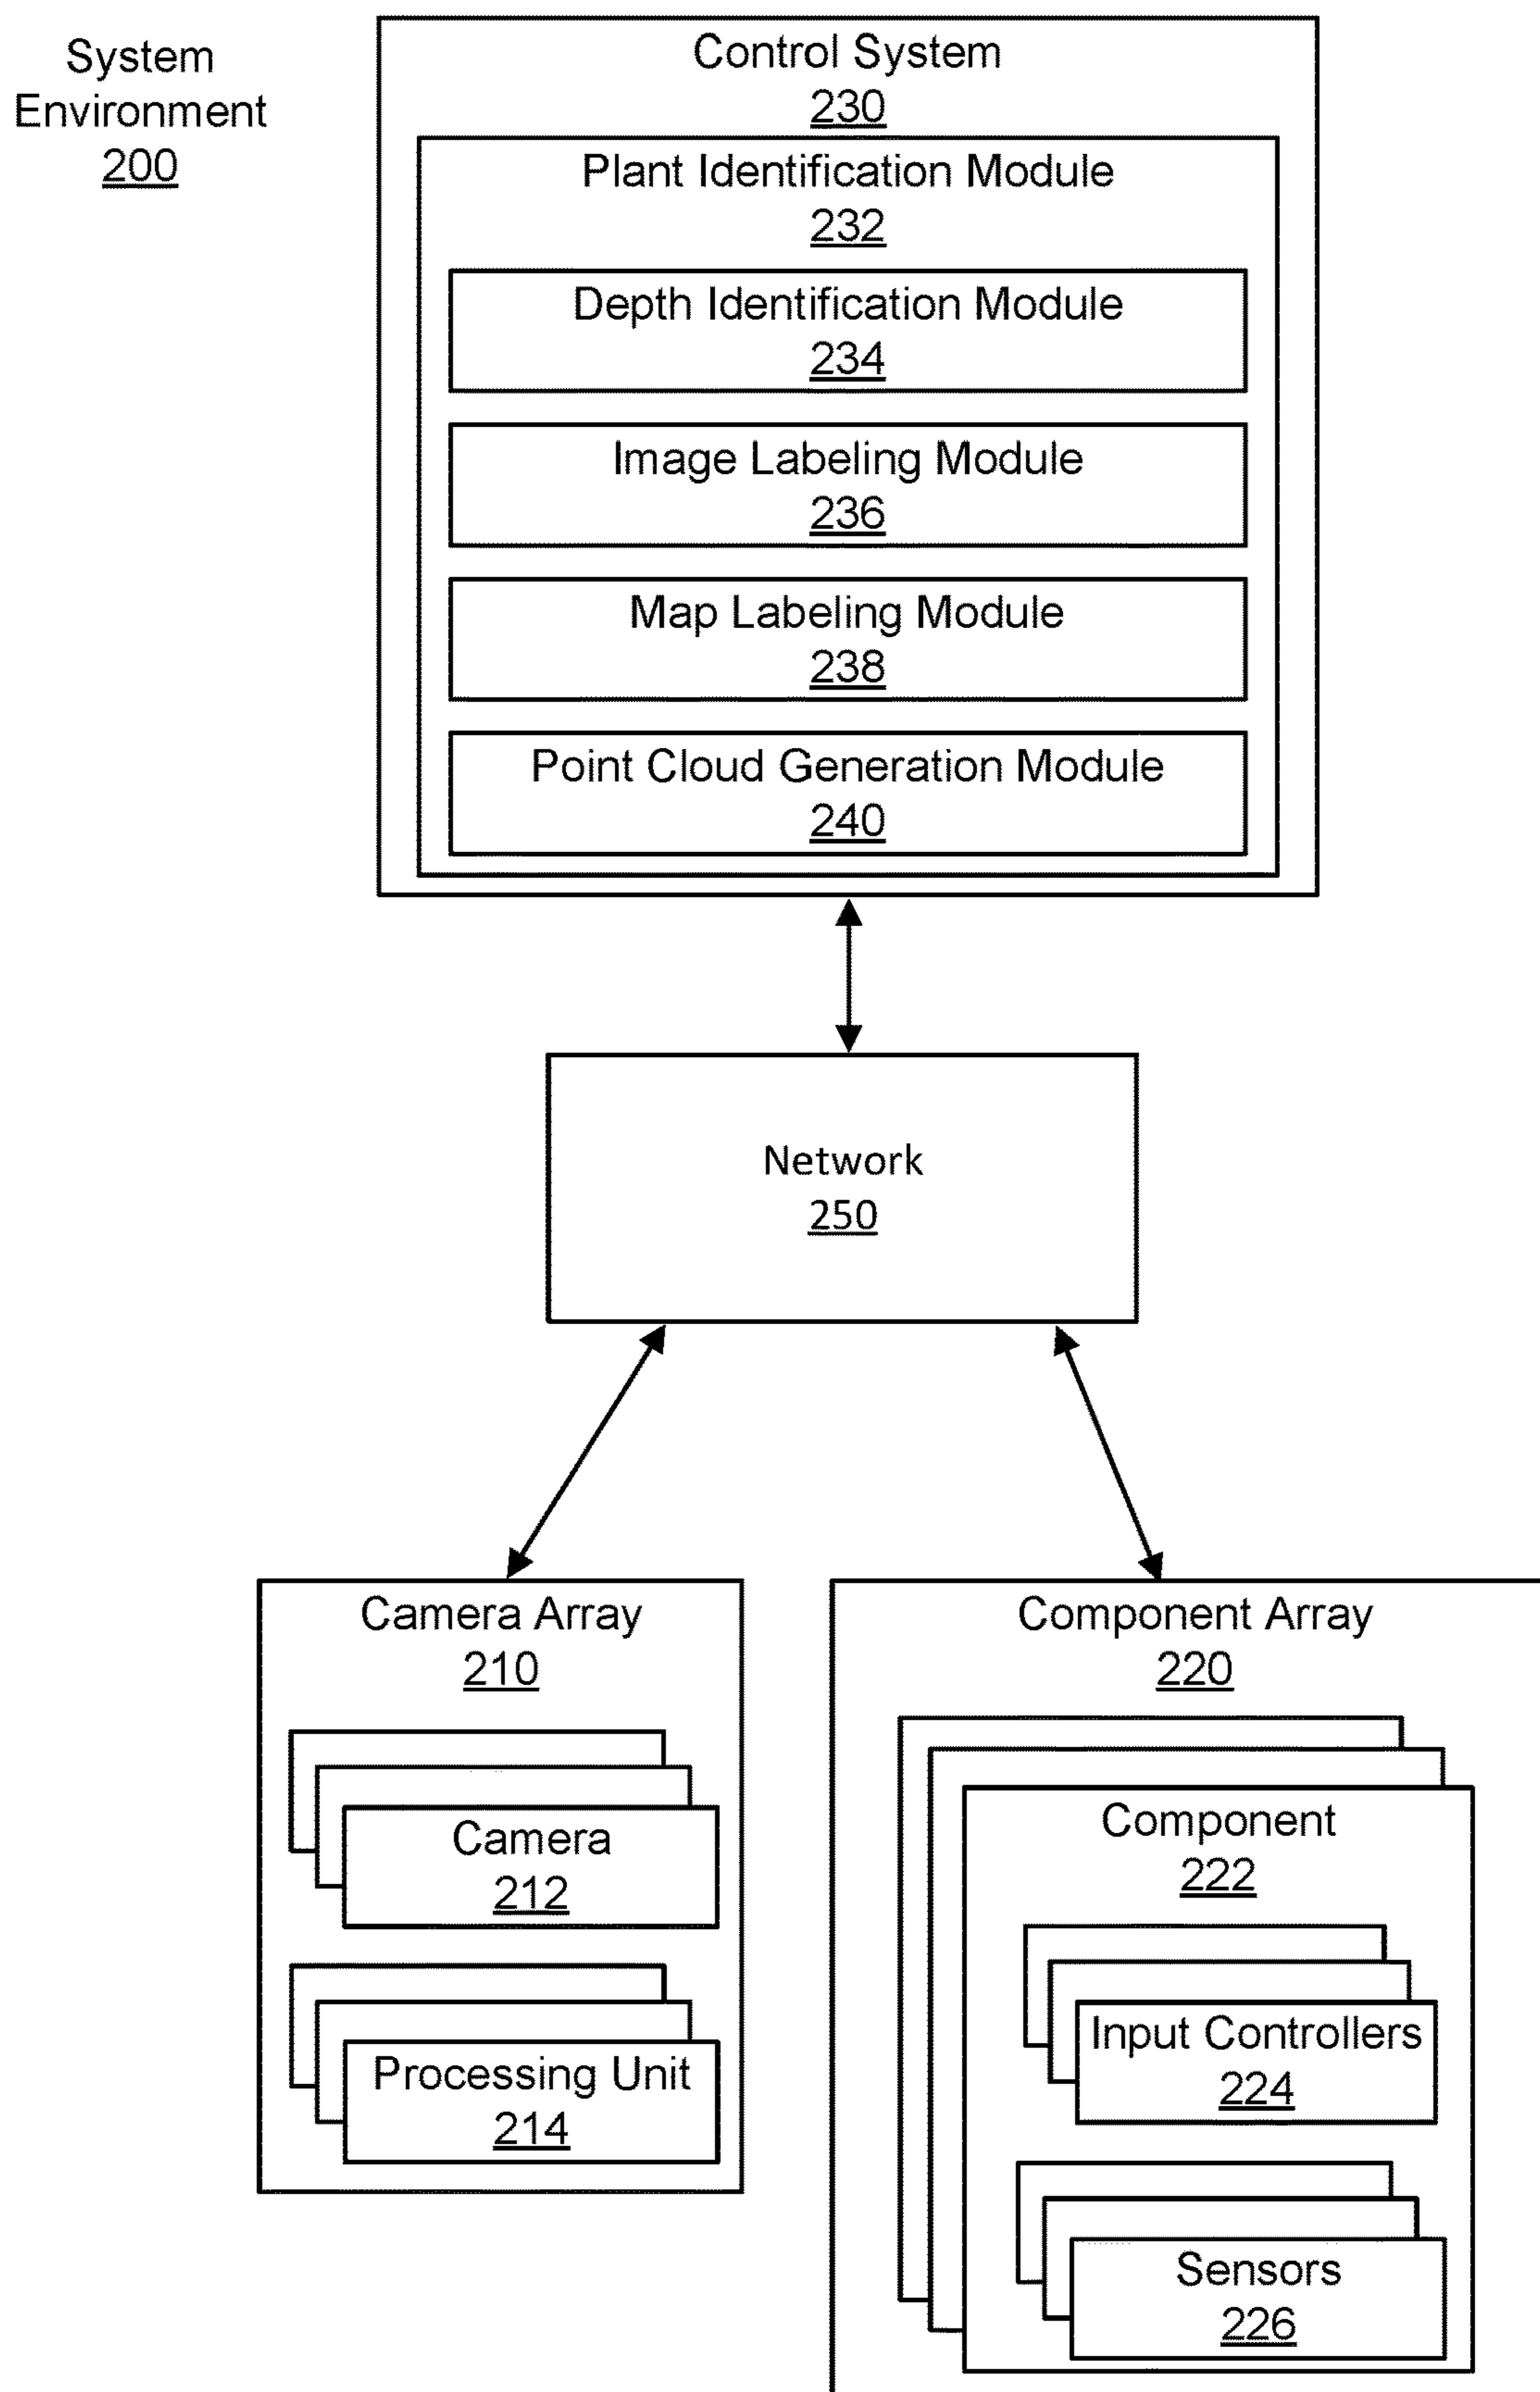 System
Environment
200
Control System
230
Plant Identification Module
232
Depth Identification Module
234
Image Labeling Module
236
Map Labeling Module
238
Point Cloud Generation Module
240
Network
250
Camera Array
210
Camera
212
Processing Unit
214
Component Array
220
Component
222
Input Controllers
224
Sensors
226